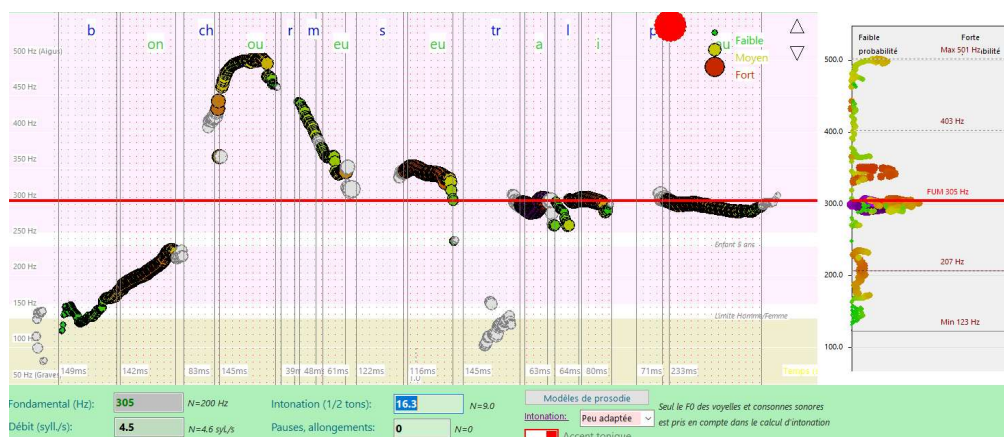 b on ch ou r m eu s eu tr a l i p
Faible
Moyen
Fort
500 Hz (Aigus)
450 Hz
400 Hz
350 Hz
300 Hz
250 Hz
200 Hz
150 Hz
100 Hz
50 Hz (Graves)
Enfant 5 ans
Limite Homme/Femme
149ms 142ms 83ms 145ms 39ms 48ms 61ms 122ms 116ms 145ms 63ms 64ms 80ms 71ms 233ms
1.0
Faible probabilité
Forte
Max 501 Hz
500.0
400.0
403 Hz
FUM 305 Hz
300.0
207 Hz
200.0
Min 123 Hz
100.0
Fondamental (Hz): 305 N=200 Hz Intonation (1/2 tons): 16.3 N=9.0
Débit (syll./s): 4.5 N=4.6 syl/s Pauses, allongements: 0 N=0
Modèles de prosodie
Intonation: Peu adaptée
Seul le F0 des voyelles et consonnes sonores
est pris en compte dans le calcul d'intonation
Accent tonique